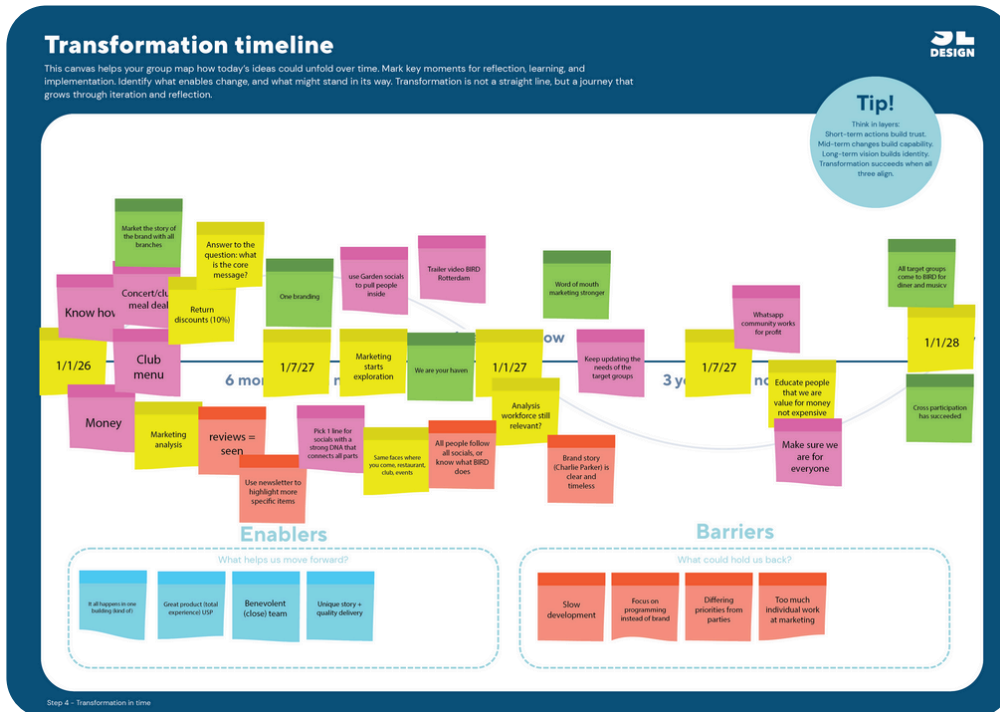 Transformation timeline
This canvas helps your group map how today's ideas could unfold over time. Mark key moments for reflection, learning, and
implementation. Identify what enables change, and what might stand in its way. Transformation is not a straight line, but a journey that
grows through iteration and reflection.
DESIGN
Tip!
Think in layers:
Short-term actions build trust.
Mid-term changes build capability.
Long-term vision builds identity.
Transformation succeeds when all
three align.
Market the story of
the brand with all
branches
Answer to the
question: what
is the core
message?
Know how
Concert/clu
meal deal
Return
discounts (10%)
One branding
use Garden socials
to pull people
inside
Trailer video BIRD
Rotterdam
Word of mouth
marketing stronger
All target groups
come to BIRD for
diner and musicv
Whatsapp
community works
for profit
1/1/26
Club
menu
6 mo
1/7/27
Marketing
starts
exploration
We are your haven
1/1/27
ow
Keep updating the
needs of the
target groups
3 ye
1/7/27
no
1/1/28
Money
Marketing
analysis
reviews =
seen
Use newsletter to
highlight more
specific items
Pick 1 line for
socials with a
strong DNA that
connects all parts
Same faces where
you come, restaurant,
club, events
All people follow
all socials, or
know what BIRD
does
Analysis
workforce still
relevant?
Brand story
(Charlie Parker) is
clear and
timeless
Educate people
that we are
value for money
not expensive
Make sure we
are for
everyone
Cross participation
has succeeded
Enablers
What helps us move forward?
It all happens in one
building (kind of)
Great product (total
experience) USP
Benevolent
(close) team
Unique story +
quality delivery
Barriers
What could hold us back?
Slow
development
Focus on
programming
instead of brand
Differing
priorities from
parties
Too much
individual work
at marketing
Step 4 - Transformation in time